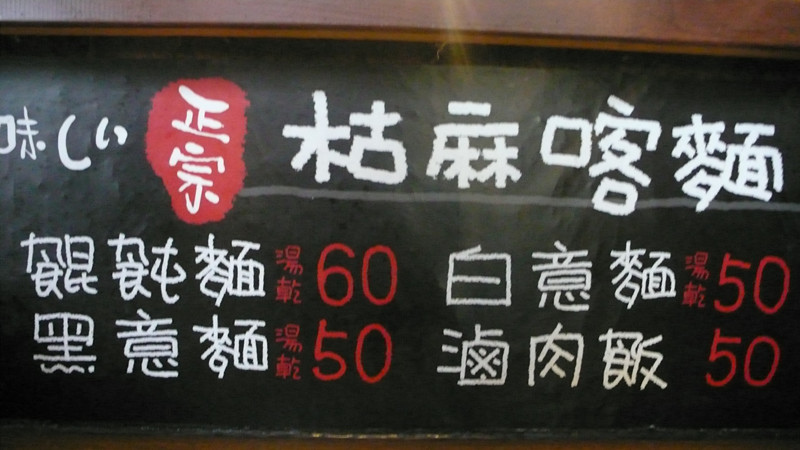 味しい 正宗 枯麻喀麵
餛飩麵 湯乾 60 白意麵 湯乾 50
黑意麵 湯乾 50 滷肉飯 50